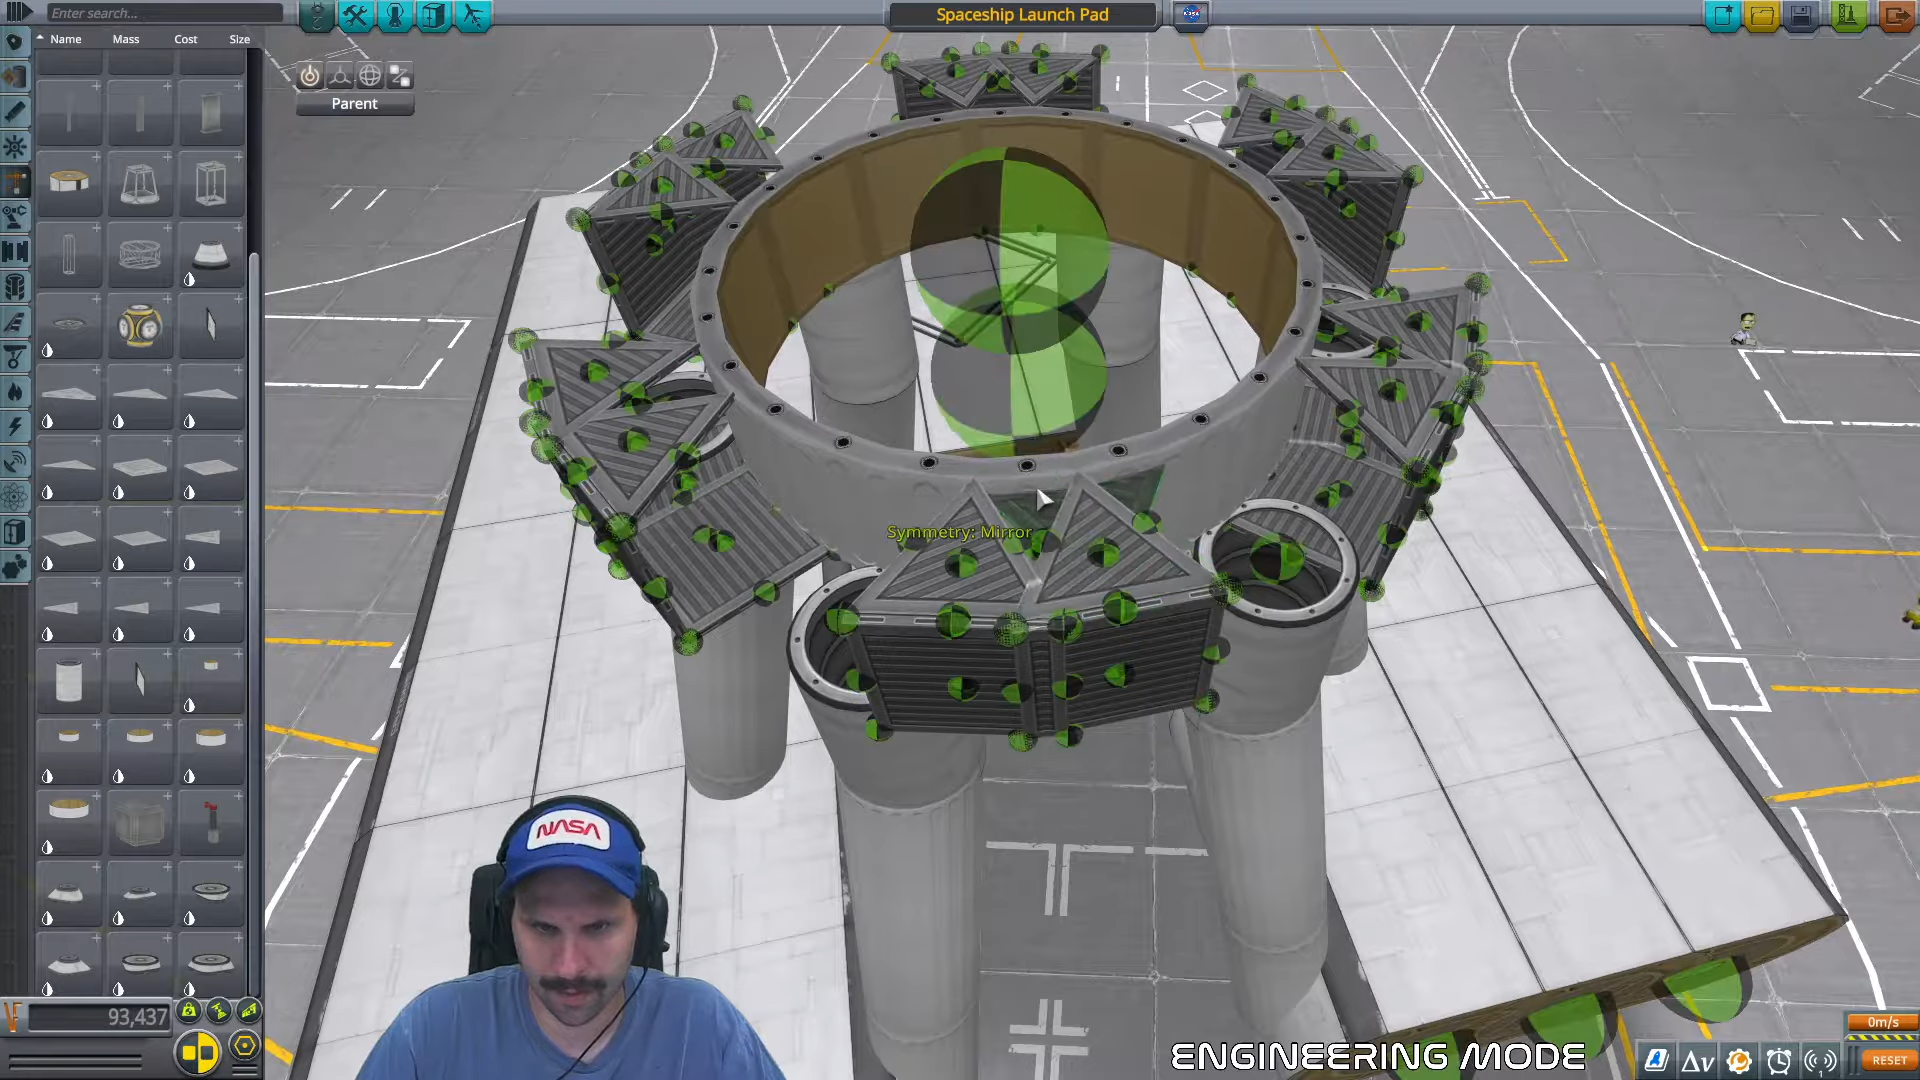 Enter search...
Spaceship Launch Pad
Name Mass Cost Size
Parent
Symmetry: Mirror
NASA
93,437
0m/s
ENGINEERING MODE
Δv
RESET